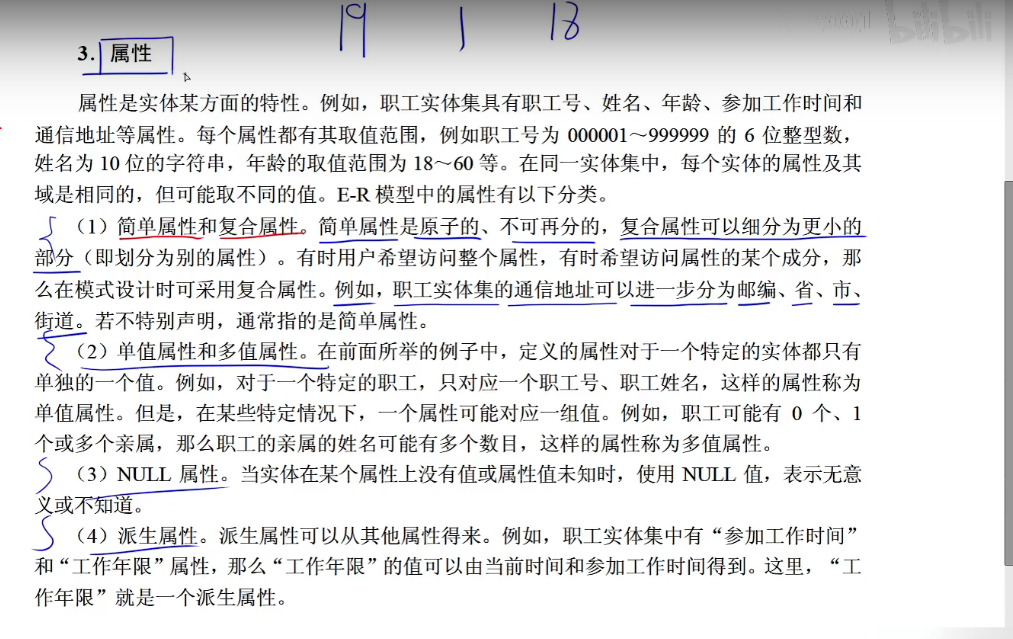 19 1 18
bilibili
3. 属性
属性是实体某方面的特性。例如，职工实体集具有职工号、姓名、年龄、参加工作时间和
通信地址等属性。每个属性都有其取值范围，例如职工号为 000001～999999 的 6 位整型数，
姓名为 10 位的字符串，年龄的取值范围为 18～60 等。在同一实体集中，每个实体的属性及其
域是相同的，但可能取不同的值。E-R 模型中的属性有以下分类。
（1）简单属性和复合属性。简单属性是原子的、不可再分的，复合属性可以细分为更小的
部分（即划分为别的属性）。有时用户希望访问整个属性，有时希望访问属性的某个成分，那
么在模式设计时可采用复合属性。例如，职工实体集的通信地址可以进一步分为邮编、省、市、
街道。若不特别声明，通常指的是简单属性。
（2）单值属性和多值属性。在前面所举的例子中，定义的属性对于一个特定的实体都只有
单独的一个值。例如，对于一个特定的职工，只对应一个职工号、职工姓名，这样的属性称为
单值属性。但是，在某些特定情况下，一个属性可能对应一组值。例如，职工可能有 0 个、1
个或多个亲属，那么职工的亲属的姓名可能有多个数目，这样的属性称为多值属性。
（3）NULL 属性。当实体在某个属性上没有值或属性值未知时，使用 NULL 值，表示无意
义或不知道。
（4）派生属性。派生属性可以从其他属性得来。例如，职工实体集中有“参加工作时间”
和“工作年限”属性，那么“工作年限”的值可以由当前时间和参加工作时间得到。这里，“工
作年限”就是一个派生属性。